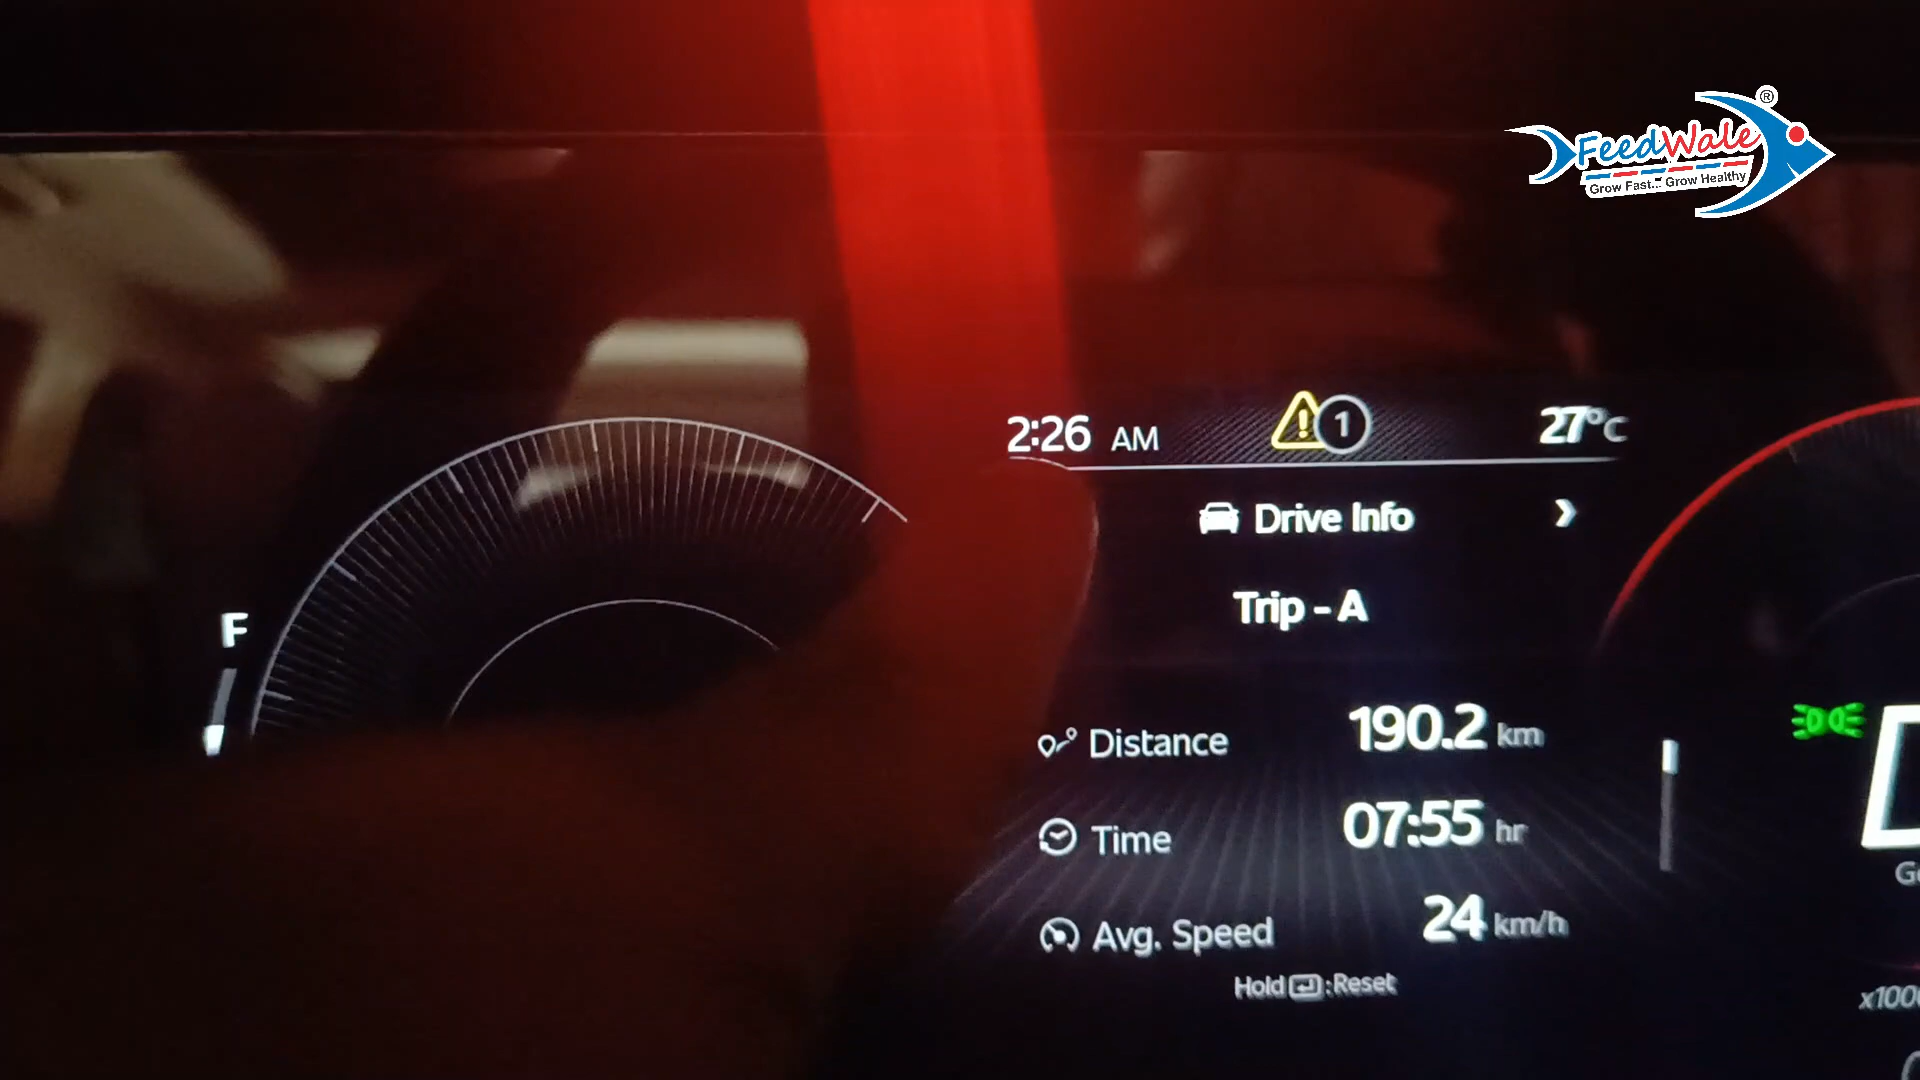 ®
FeedWale
Grow Fast... Grow Healthy
2:26 AM
1
27°C
Drive Info
Trip - A
F
Distance 190.2 km
Time 07:55 hr
Avg. Speed 24 km/h
Hold :Reset